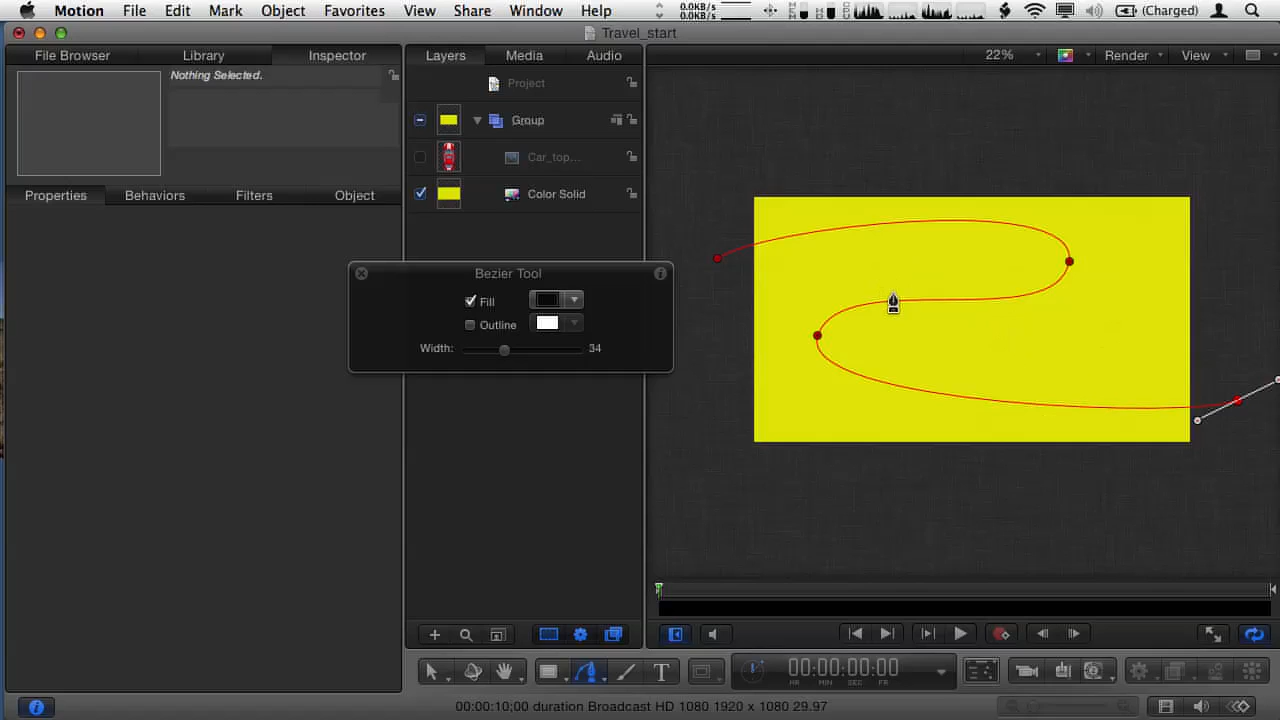 Motion File Edit Mark Object Favorites View Share Window Help 0.0KB/s 0.0KB/s (Charged)
Travel_start
File Browser Library Inspector Layers Media Audio 22% Render View
Nothing Selected.
Project
Group
Car_top,...
Color Solid
Properties Behaviors Filters Object
Bezier Tool
Fill
Outline
Width: 34
00:00:00:00
HR MIN SEC FR
00:00:10;00 duration Broadcast HD 1080 1920 x 1080 29.97